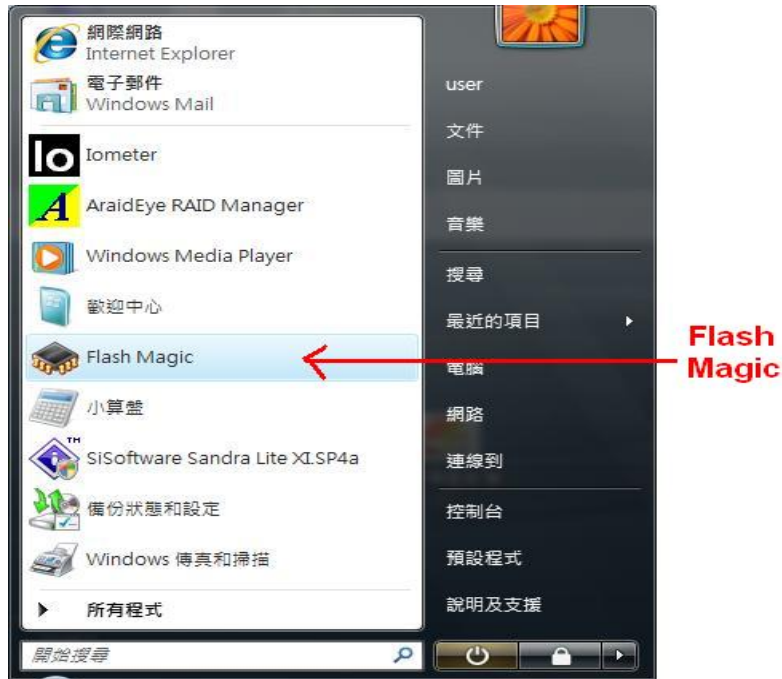 網際網路
Internet Explorer
電子郵件
Windows Mail
Io
Iometer
A
AraidEye RAID Manager
Windows Media Player
歡迎中心
Flash Magic
小算盤
TM
SiSoftware Sandra Lite XI.SP4a
備份狀態和設定
Windows 傳真和掃描
所有程式
開始搜尋
user
文件
圖片
音樂
搜尋
最近的項目
電腦
網路
連線到
控制台
預設程式
說明及支援
Flash
Magic